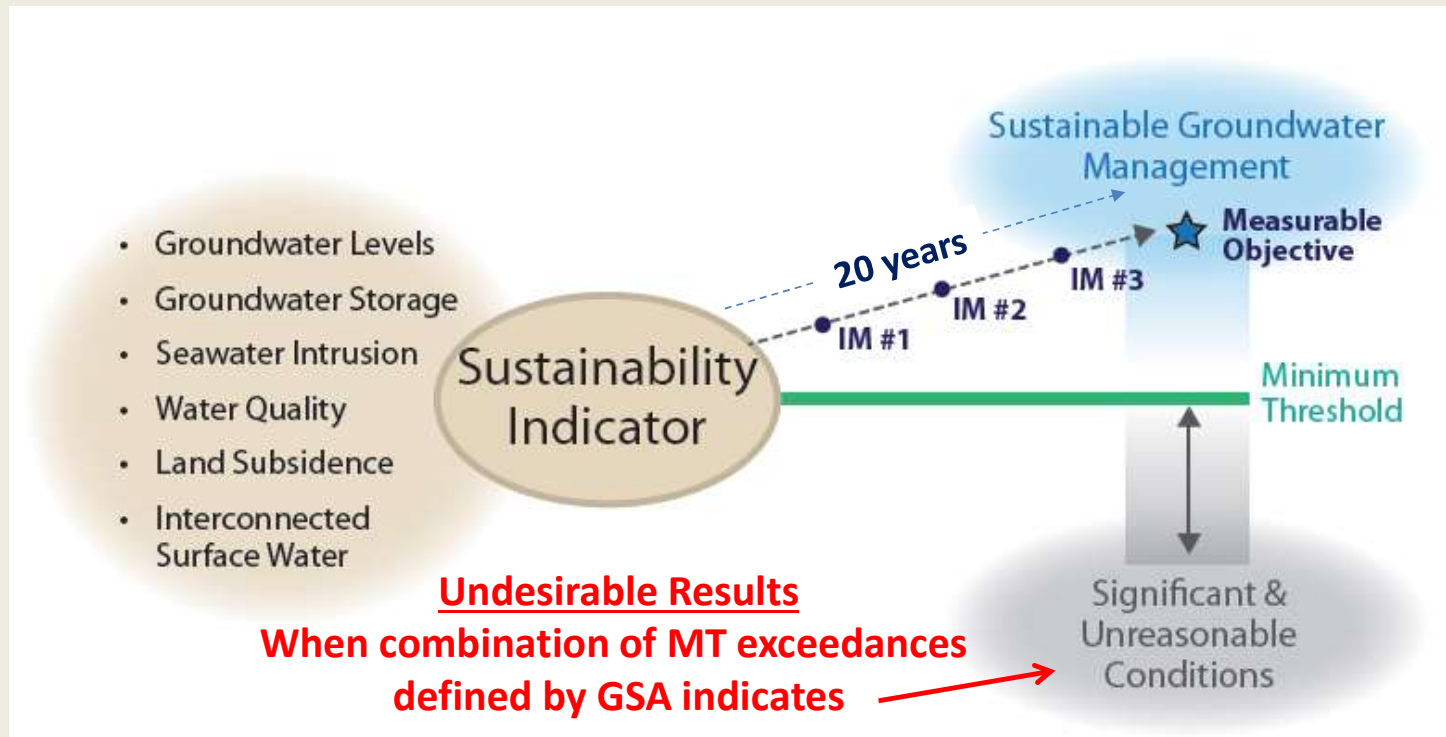 • Groundwater Levels
• Groundwater Storage
• Seawater Intrusion
• Water Quality
• Land Subsidence
• Interconnected
Surface Water
Sustainability
Indicator
20 years
IM #1
IM #2
IM #3
Sustainable Groundwater
Management
Measurable
Objective
Minimum
Threshold
Significant &
Unreasonable
Conditions
Undesirable Results
When combination of MT exceedances
defined by GSA indicates